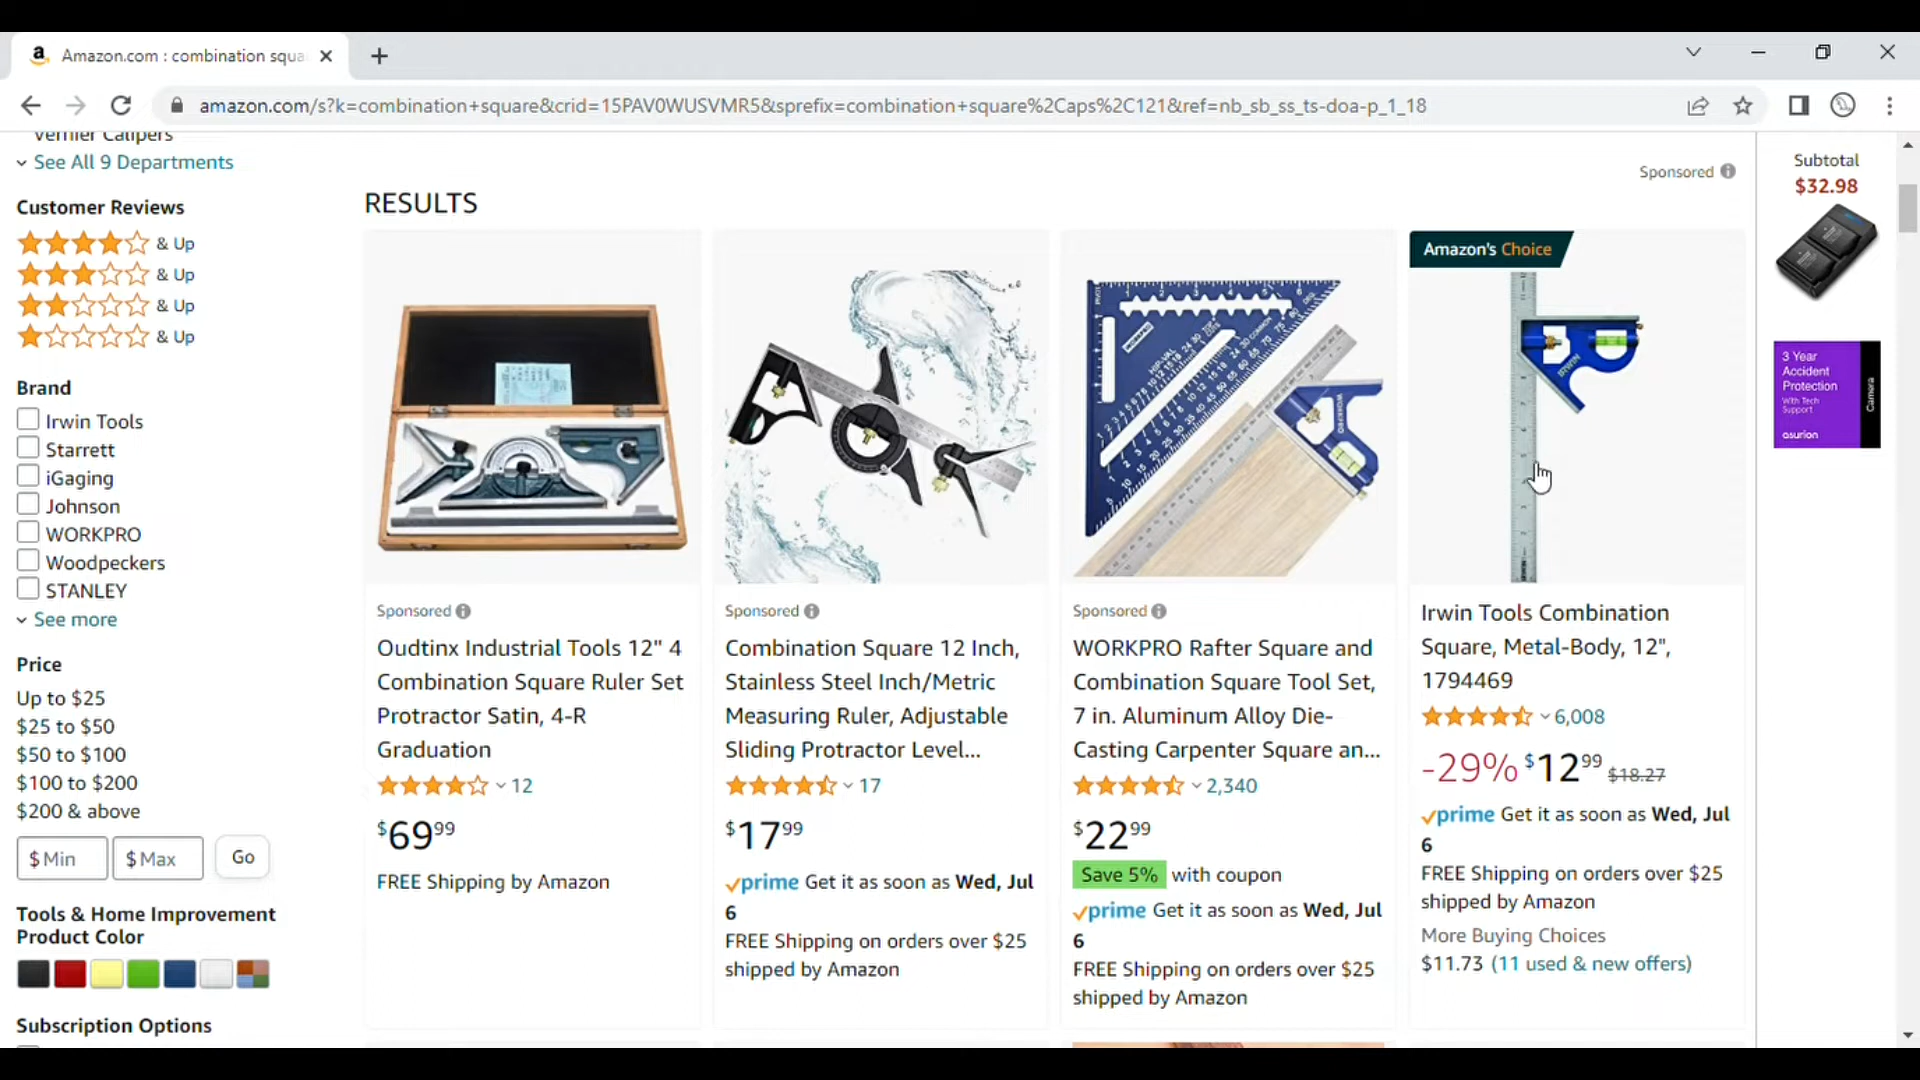 Amazon.com : combination squa
amazon.com/s?k=combination+square&crid=15PAV0WUSVMR5&sprefix=combination+square%2Caps%2C121&ref=nb_sb_ss_ts-doa-p_1_18
Vernier Calipers
See All 9 Departments
Customer Reviews
& Up
& Up
& Up
& Up
Brand
Irwin Tools
Starrett
iGaging
Johnson
WORKPRO
Woodpeckers
STANLEY
See more
Price
Up to $25
$25 to $50
$50 to $100
$100 to $200
$200 & above
$ Min
$ Max
Go
Tools & Home Improvement
Product Color
Subscription Options
Sponsored
RESULTS
Sponsored
Oudtinx Industrial Tools 12" 4
Combination Square Ruler Set
Protractor Satin, 4-R
Graduation
12
$69.99
FREE Shipping by Amazon
Sponsored
Combination Square 12 Inch,
Stainless Steel Inch/Metric
Measuring Ruler, Adjustable
Sliding Protractor Level...
17
$17.99
prime Get it as soon as Wed, Jul
6
FREE Shipping on orders over $25
shipped by Amazon
WORKPRO
Sponsored
WORKPRO Rafter Square and
Combination Square Tool Set,
7 in. Aluminum Alloy Die-
Casting Carpenter Square an...
2,340
$22.99
Save 5% with coupon
prime Get it as soon as Wed, Jul
6
FREE Shipping on orders over $25
shipped by Amazon
Amazon's Choice
IRWIN
Irwin Tools Combination
Square, Metal-Body, 12",
1794469
6,008
-29% $12.99 $18.27
prime Get it as soon as Wed, Jul
6
FREE Shipping on orders over $25
shipped by Amazon
More Buying Choices
$11.73 (11 used & new offers)
Subtotal
$32.98
3 Year
Accident
Protection
With Tech
Support
asurion
Camera